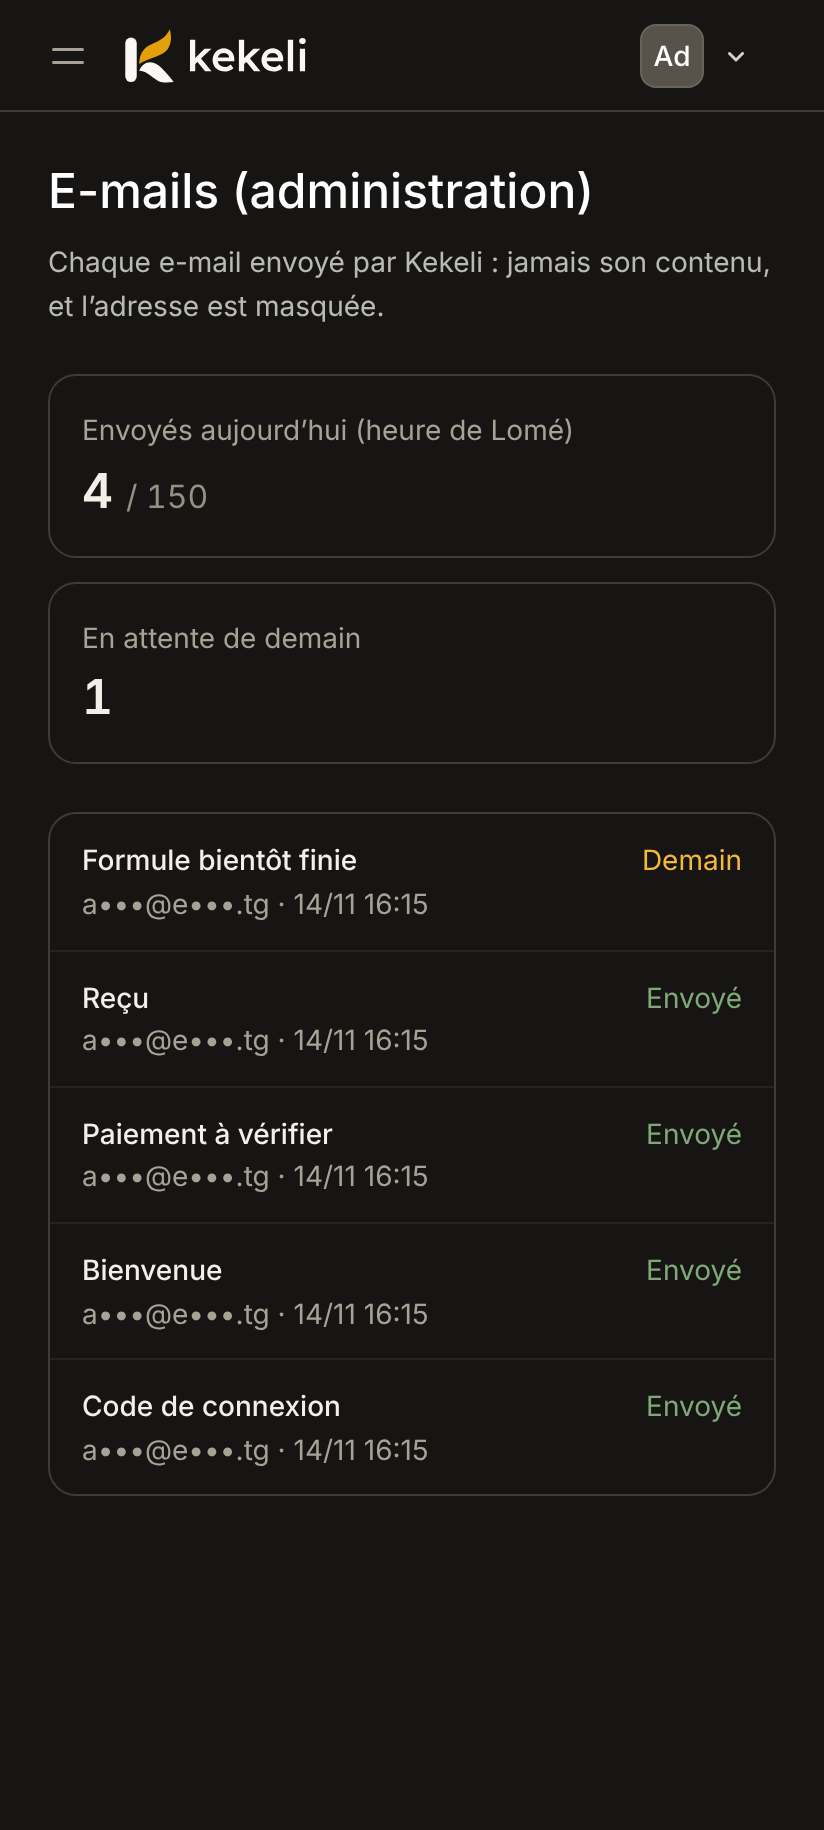 kekeli
Ad
E-mails (administration)
Chaque e-mail envoyé par Kekeli : jamais son contenu,
et l’adresse est masquée.
Envoyés aujourd’hui (heure de Lomé)
4 / 150
En attente de demain
1
Formule bientôt finie
Demain
a•••@e•••.tg · 14/11 16:15
Reçu
Envoyé
a•••@e•••.tg · 14/11 16:15
Paiement à vérifier
Envoyé
a•••@e•••.tg · 14/11 16:15
Bienvenue
Envoyé
a•••@e•••.tg · 14/11 16:15
Code de connexion
Envoyé
a•••@e•••.tg · 14/11 16:15